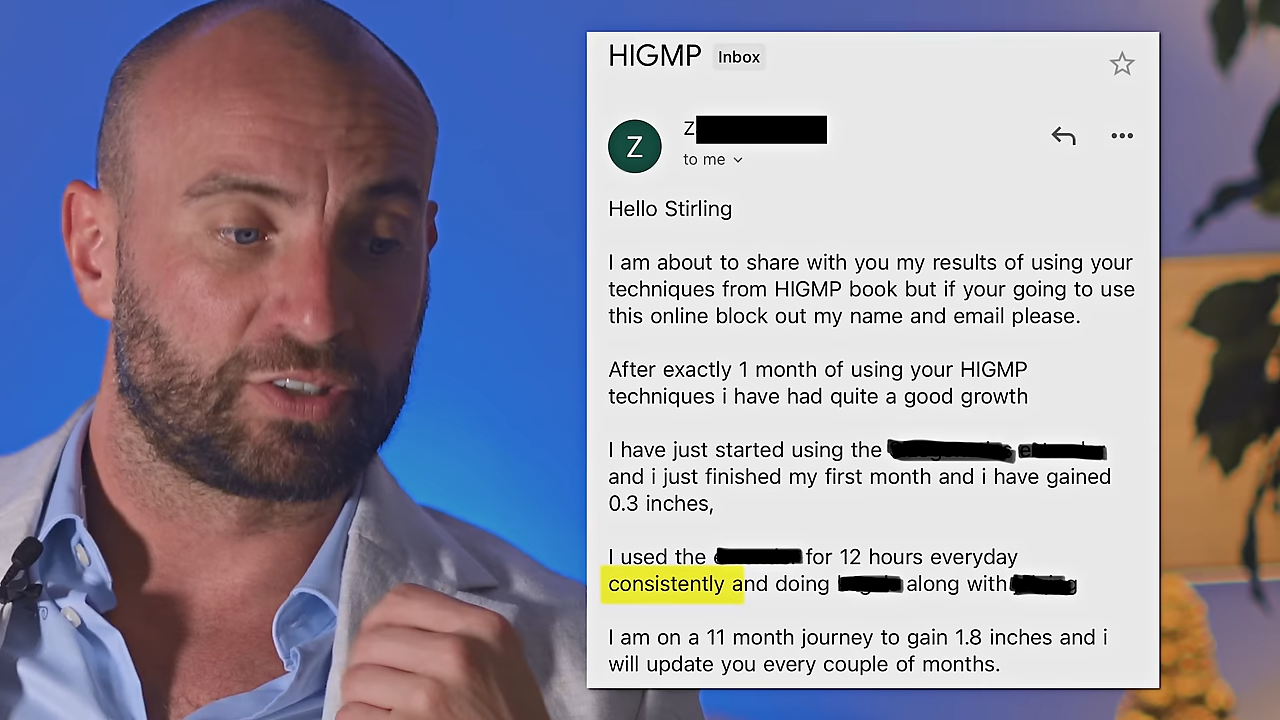 HIGMP Inbox
Z
Z
to me
Hello Stirling
I am about to share with you my results of using your
techniques from HIGMP book but if your going to use
this online block out my name and email please.
After exactly 1 month of using your HIGMP
techniques i have had quite a good growth
I have just started using the
and i just finished my first month and i have gained
0.3 inches,
I used the for 12 hours everyday
consistently and doing along with
I am on a 11 month journey to gain 1.8 inches and i
will update you every couple of months.